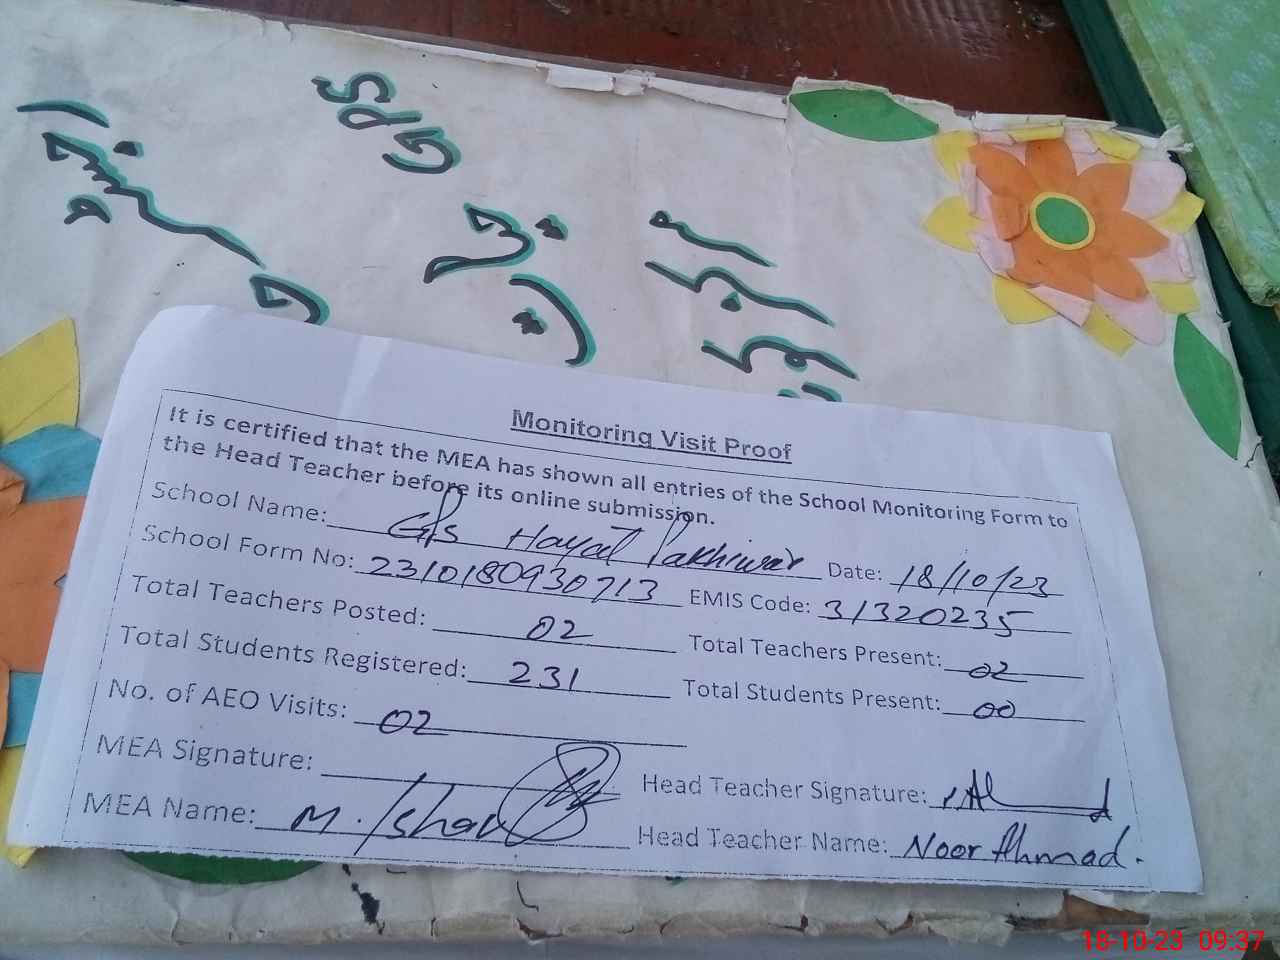 GPS
Monitoring Visit Proof
It is certified that the MEA has shown all entries of the School Monitoring Form to
the Head Teacher before its online submission.
School Name: GPS Hayat Lakhiwar Date: 18/10/23
School Form No: 2310180930713 EMIS Code: 31320235
Total Teachers Posted: 02 Total Teachers Present: 02
Total Students Registered: 231 Total Students Present: 00
No. of AEO Visits: 02
MEA Signature: Head Teacher Signature:
MEA Name: M. Ishaq Head Teacher Name: Noor Ahmad.
18-10-23 09:37